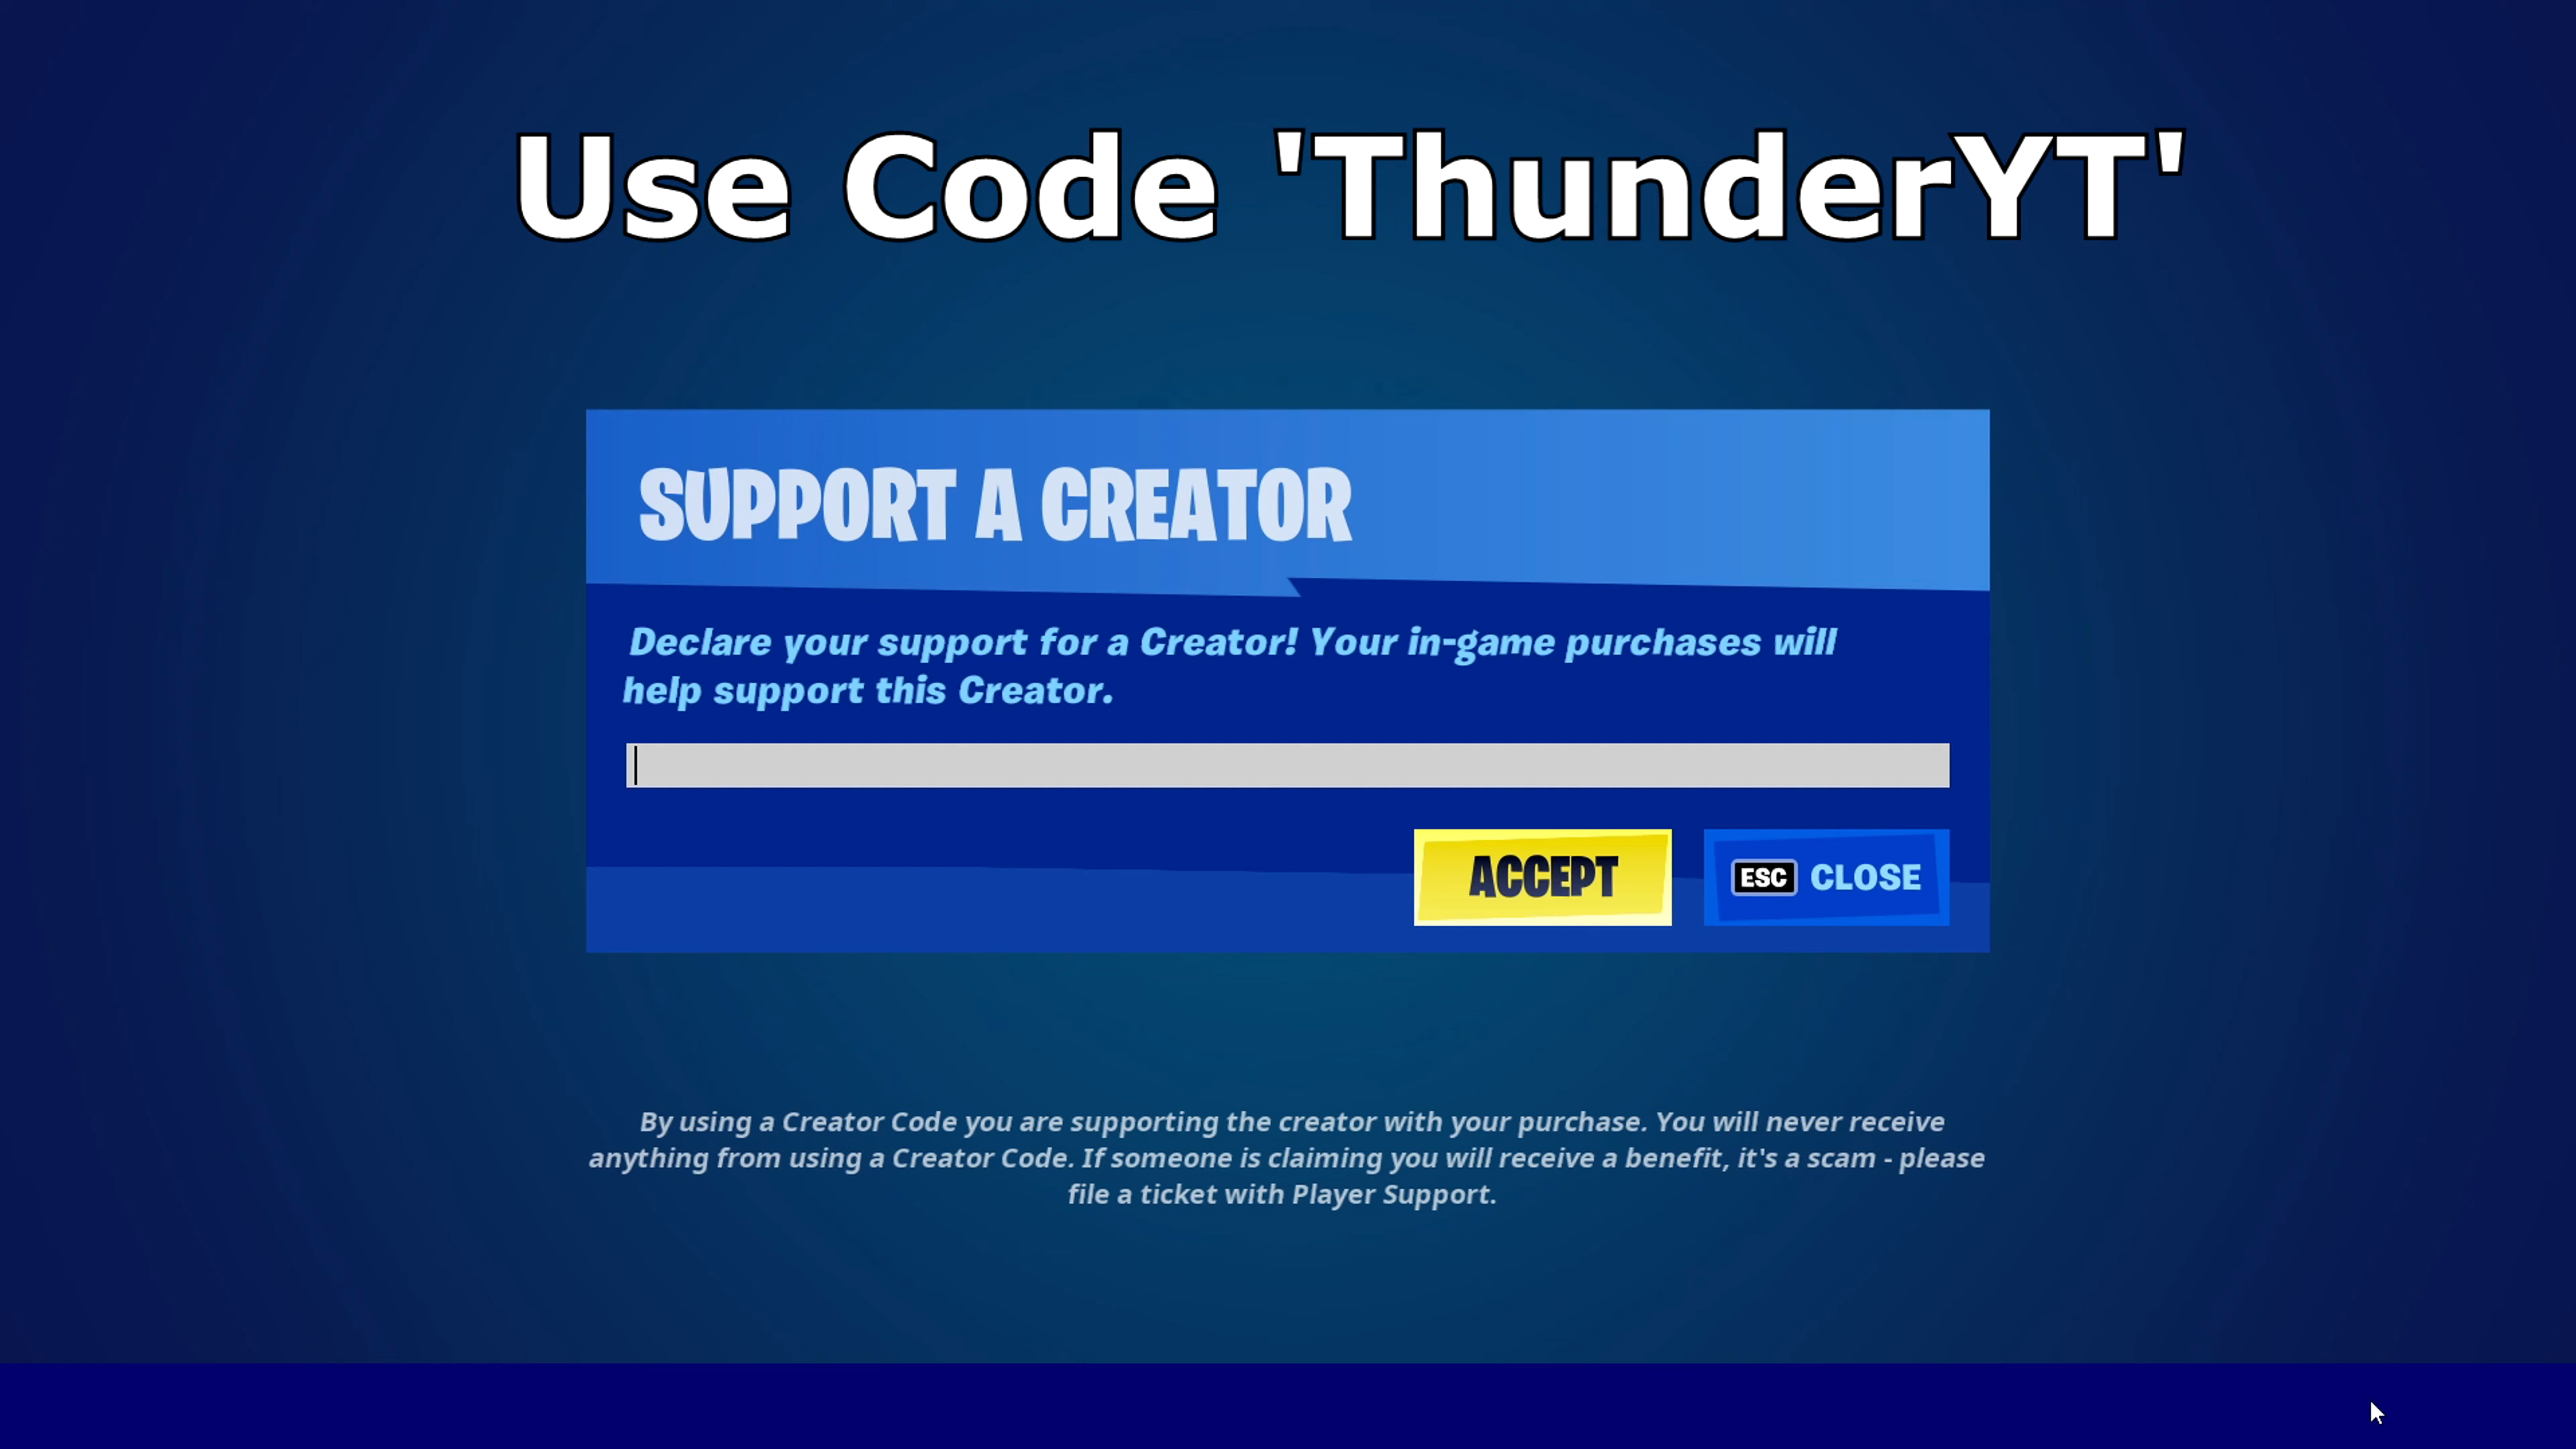 Use Code 'ThunderYT'
SUPPORT A CREATOR
Declare your support for a Creator! Your in-game purchases will
help support this Creator.
ACCEPT
ESC CLOSE
By using a Creator Code you are supporting the creator with your purchase. You will never receive
anything from using a Creator Code. If someone is claiming you will receive a benefit, it's a scam - please
file a ticket with Player Support.